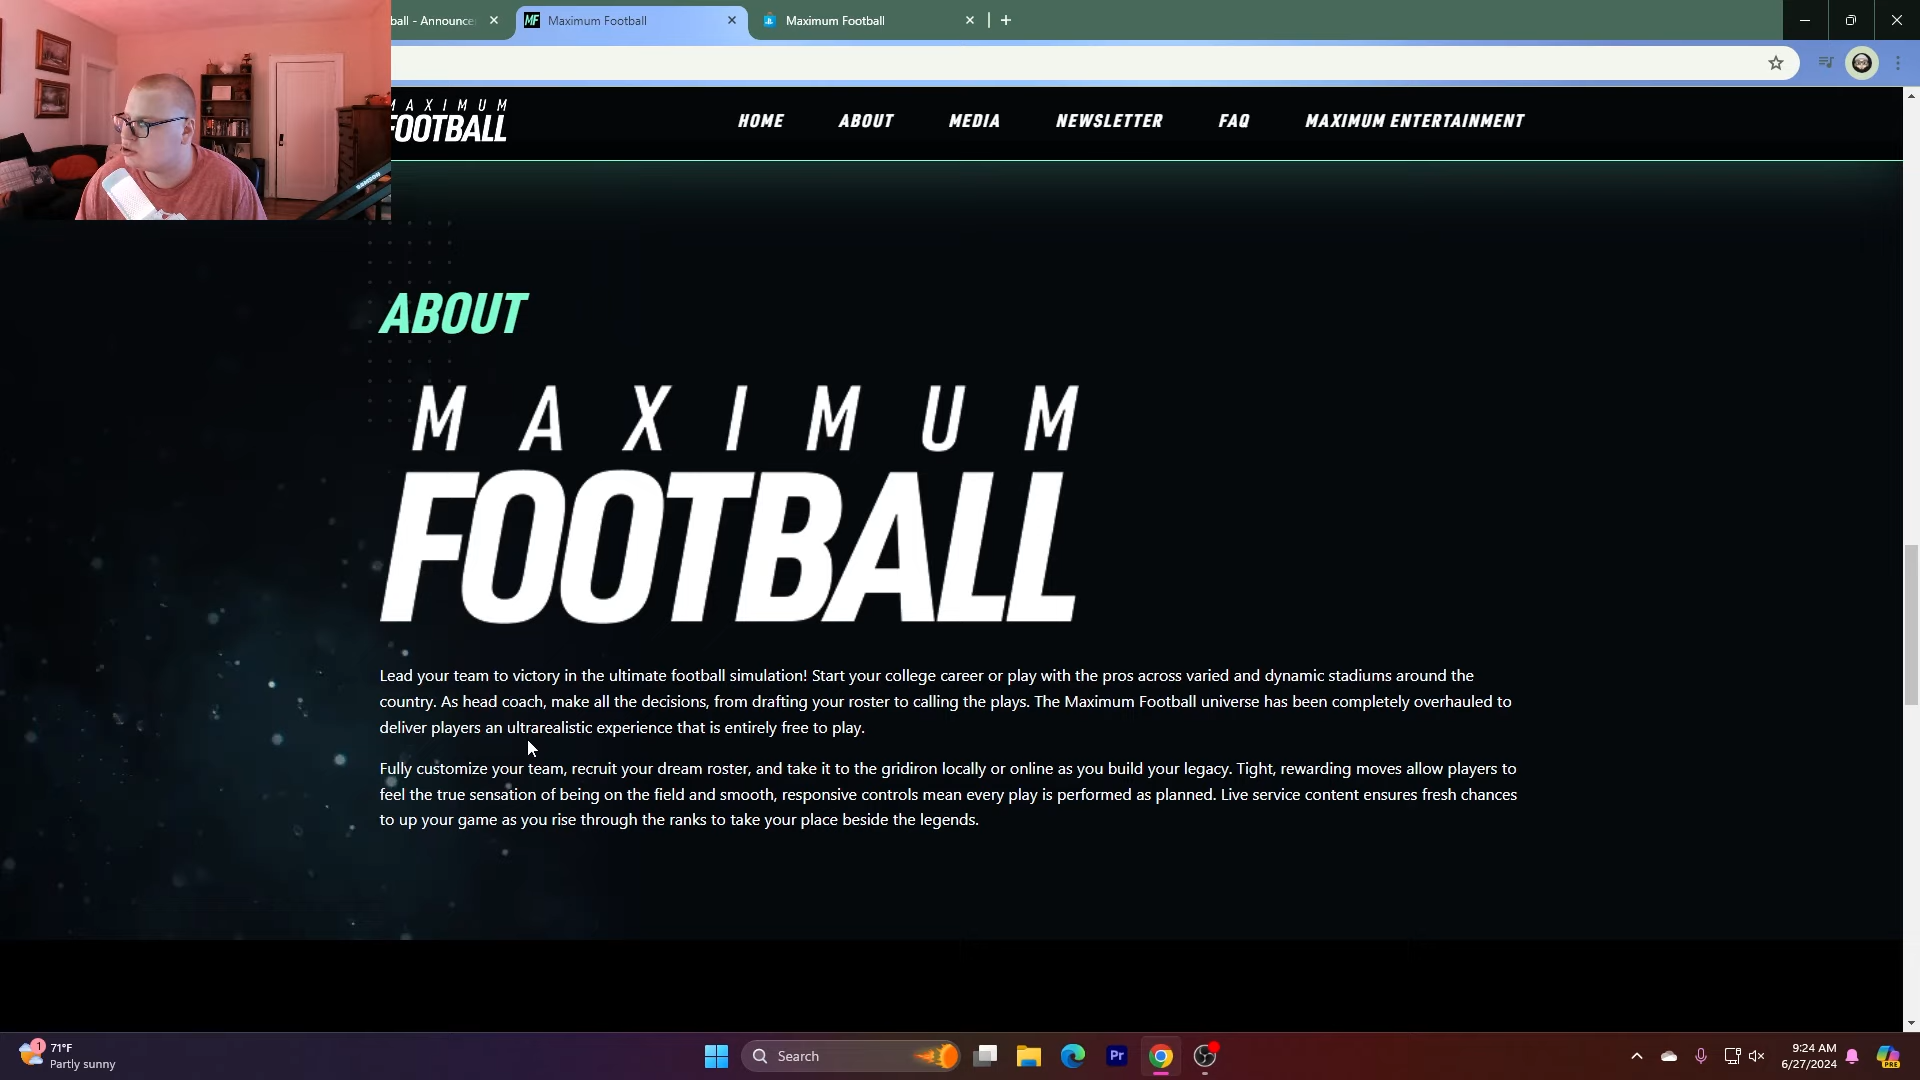 ball - Announce
Maximum Football
Maximum Football
MAXIMUM
FOOTBALL
HOME
ABOUT
MEDIA
NEWSLETTER
FAQ
MAXIMUM ENTERTAINMENT
SAMSON
ABOUT
MAXIMUM
FOOTBALL
Lead your team to victory in the ultimate football simulation! Start your college career or play with the pros across varied and dynamic stadiums around the
country. As head coach, make all the decisions, from drafting your roster to calling the plays. The Maximum Football universe has been completely overhauled to
deliver players an ultrarealistic experience that is entirely free to play.
Fully customize your team, recruit your dream roster, and take it to the gridiron locally or online as you build your legacy. Tight, rewarding moves allow players to
feel the true sensation of being on the field and smooth, responsive controls mean every play is performed as planned. Live service content ensures fresh chances
to up your game as you rise through the ranks to take your place beside the legends.
1
71°F
Partly sunny
Search
Pr
9:24 AM
6/27/2024
PRE